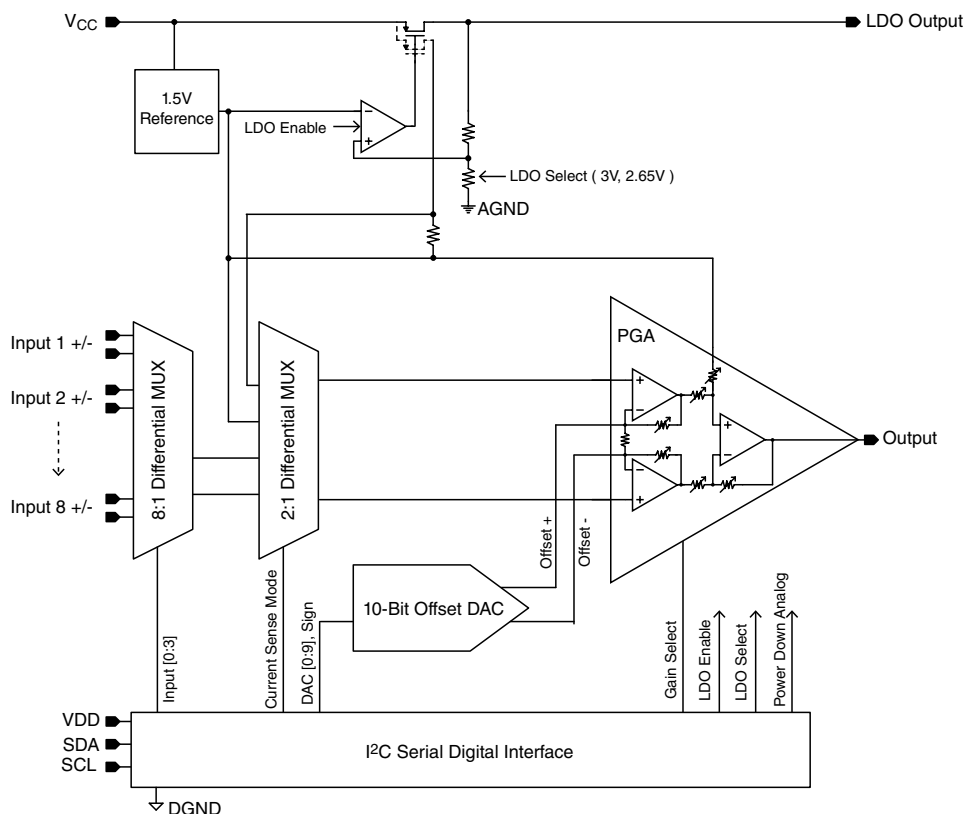 VCC
LDO Output
1.5V
Reference
LDO Enable
−
+
LDO Select ( 3V, 2.65V )
AGND
PGA
Input 1 +/-
Input 2 +/-
Input 8 +/-
8:1 Differential MUX
2:1 Differential MUX
+
−
−
+
+
−
Output
Offset +
Offset -
10-Bit Offset DAC
Input [0:3]
Current Sense Mode
DAC [0:9], Sign
Gain Select
LDO Enable
LDO Select
Power Down Analog
VDD
SDA
SCL
I²C Serial Digital Interface
DGND